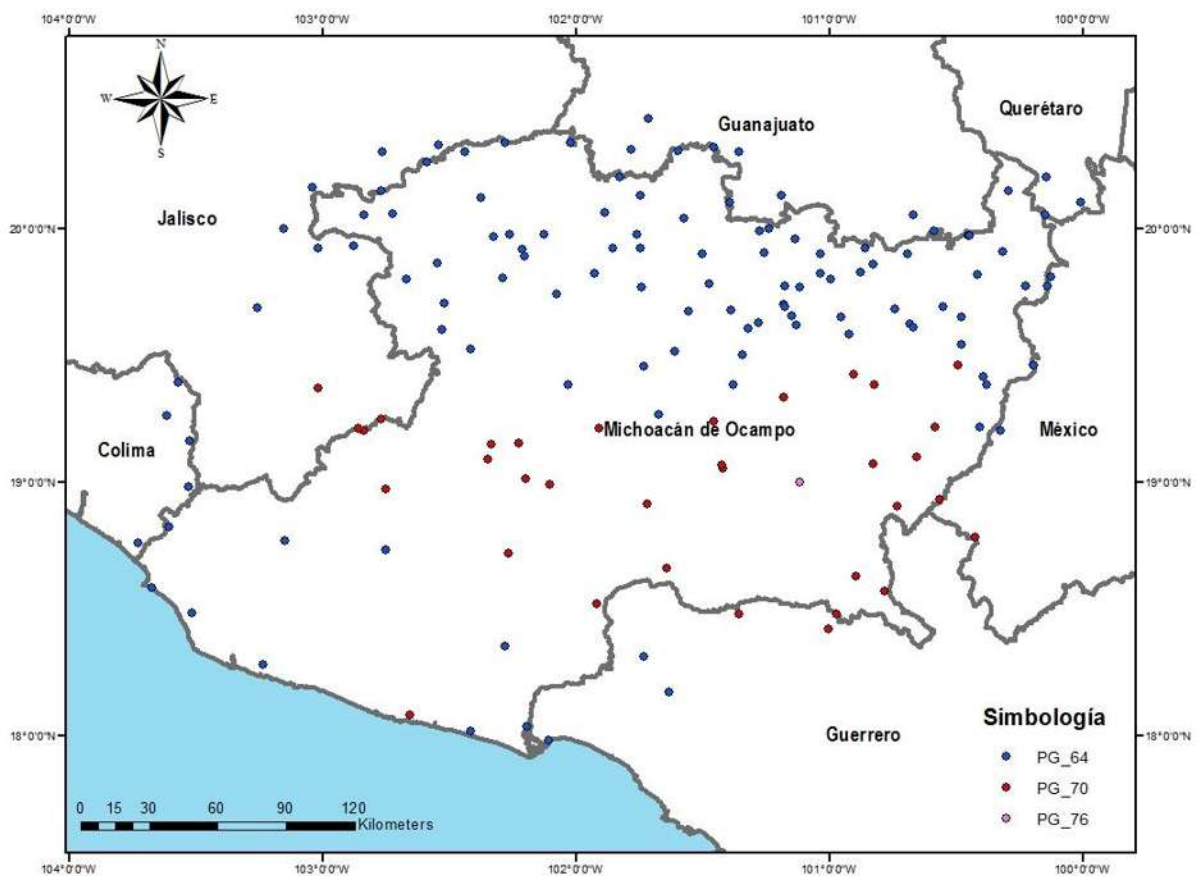 104°0'0"W 103°0'0"W 102°0'0"W 101°0'0"W 100°0'0"W
N
W E
S
Guanajuato
Querétaro
Jalisco
20°0'0"N 20°0'0"N
Michoacán de Ocampo
México
Colima
19°0'0"N 19°0'0"N
Simbología
18°0'0"N 18°0'0"N
Guerrero
PG_64
PG_70
PG_76
0 15 30 60 90 120
Kilometers
104°0'0"W 103°0'0"W 102°0'0"W 101°0'0"W 100°0'0"W